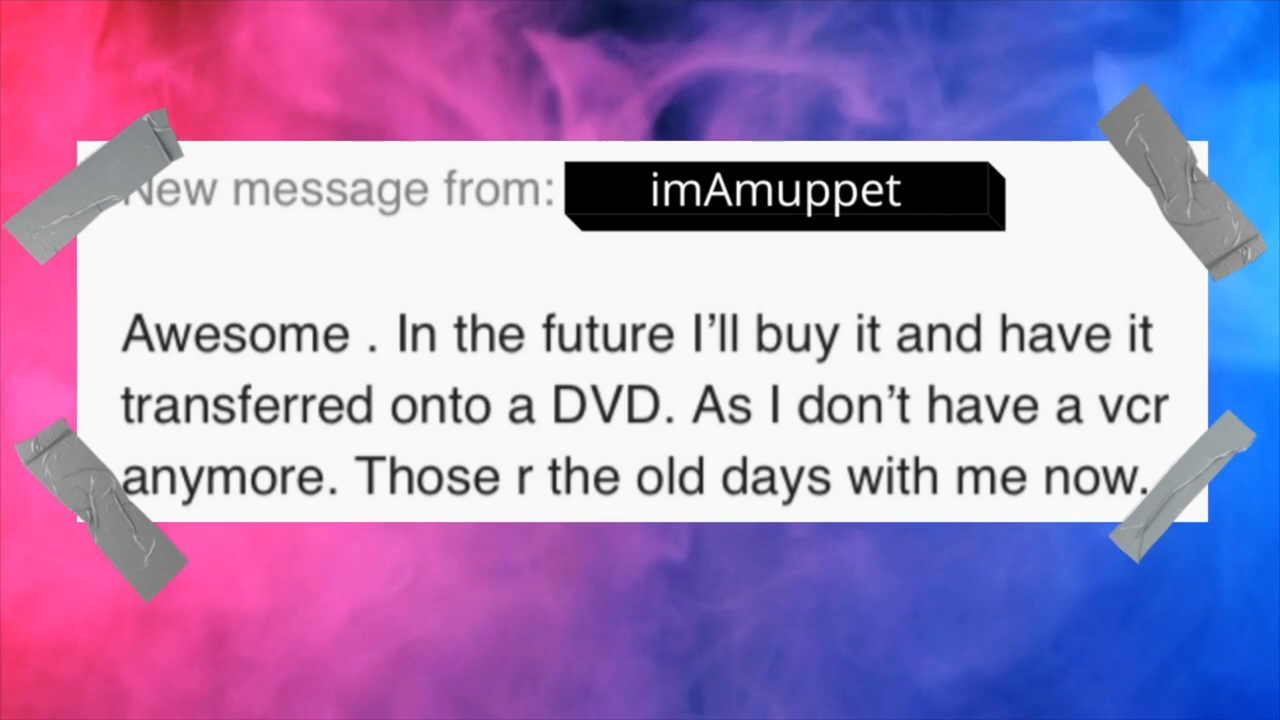 New message from: imAmuppet
Awesome . In the future I’ll buy it and have it
transferred onto a DVD. As I don’t have a vcr
anymore. Those r the old days with me now.